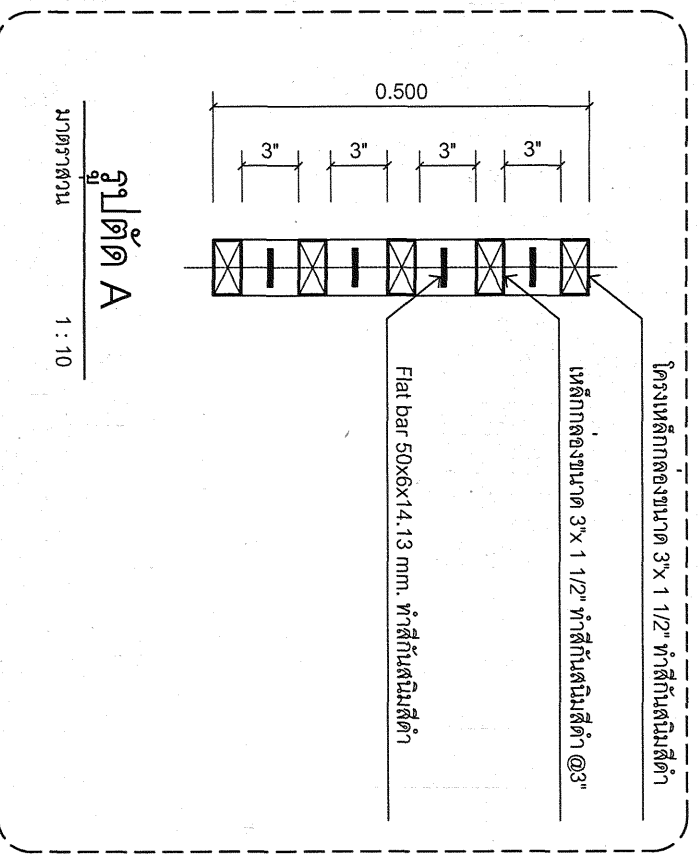 0.500
3" 3" 3" 3"
โครงเหล็กกล่องขนาด 3"x 1 1/2" ทำสีกันสนิมสีดำ
เหล็กกล่องขนาด 3"x 1 1/2" ทำสีกันสนิมสีดำ @3"
Flat bar 50x6x14.13 mm. ทำสีกันสนิมสีดำ
รูปตัด A
มาตราส่วน 1 : 10